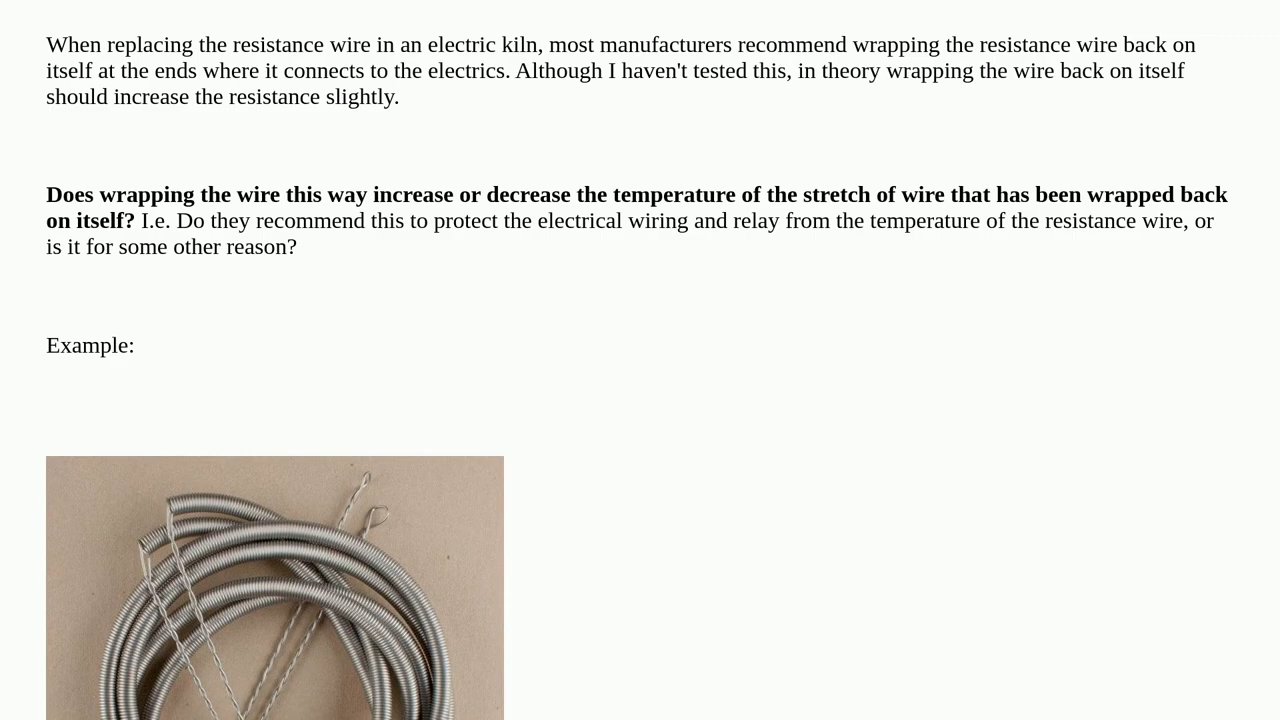 When replacing the resistance wire in an electric kiln, most manufacturers recommend wrapping the resistance wire back on
itself at the ends where it connects to the electrics. Although I haven't tested this, in theory wrapping the wire back on itself
should increase the resistance slightly.
Does wrapping the wire this way increase or decrease the temperature of the stretch of wire that has been wrapped back
on itself? I.e. Do they recommend this to protect the electrical wiring and relay from the temperature of the resistance wire, or
is it for some other reason?
Example: